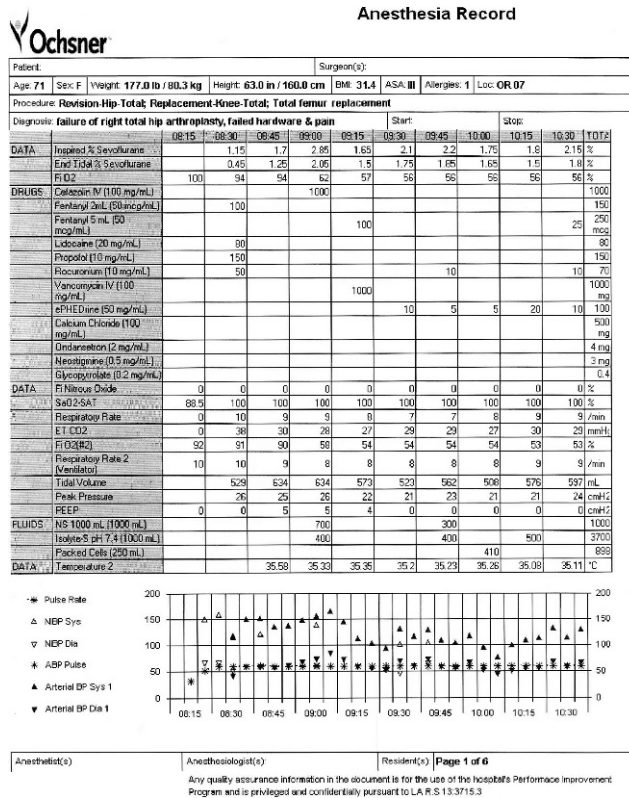 Anesthesia Record
Ochsner
Patient: Surgeon(s):
Age: 71 Sex: F Weight: 177.0 lb / 80.3 kg Height: 63.0 in / 160.0 cm BMI: 31.4 ASA: III Allergies: 1 Loc: OR 07
Procedure: Revision-Hip-Total; Replacement-Knee-Total; Total femur replacement
Diagnosis: failure of right total hip arthroplasty, failed hardware & pain Start: Stop:
08:15 08:30 08:45 09:00 09:15 09:30 09:45 10:00 10:15 10:30 TOTA
DATA Inspired % Sevoflurane 1.15 1.7 2.85 1.65 2.1 2.2 1.75 1.8 2.15 %
End Tidal % Sevoflurane 0.45 1.25 2.05 1.5 1.75 1.85 1.65 1.5 1.8 %
Fi O2 100 94 94 62 57 56 56 56 56 56 %
DRUGS Cefazolin IV (100 mg/mL) 1000 1000
Fentanyl 2mL (50 mcg/mL) 100 150
Fentanyl 5 mL (50 mcg/mL) 100 25 250 mcg
Lidocaine (20 mg/mL) 80 80
Propofol (10 mg/mL) 150 150
Rocuronium (10 mg/mL) 50 10 10 70
Vancomycin IV (100 mg/mL) 1000 1000 mg
ePHEDrine (50 mg/mL) 10 5 5 20 10 100
Calcium Chloride (100 mg/mL) 500 mg
Ondansetron (2 mg/mL) 4 mg
Neostigmine (0.5 mg/mL) 3 mg
Glycopyrrolate (0.2 mg/mL) 0.4
DATA Fi Nitrous Oxide 0 0 0 0 0 0 0 0 0 0 %
SaO2-SAT 88.5 100 100 100 100 100 100 100 100 100 %
Respiratory Rate 0 10 9 9 8 7 7 8 9 9 /min
ET CO2 0 38 30 28 27 29 29 27 30 29 mmH
Fi O2(#2) 92 91 90 58 54 54 54 54 53 53 %
Respiratory Rate 2 (Ventilator) 10 10 9 8 8 8 8 8 9 9 /min
Tidal Volume 529 634 634 573 523 562 508 576 597 mL
Peak Pressure 26 25 26 22 21 23 21 21 24 cmH2
PEEP 0 0 5 5 4 0 0 0 0 0 cmH2
FLUIDS NS 1000 mL (1000 mL) 700 300 1000
Isolyte-S pH 7.4 (1000 mL) 400 400 500 3700
Packed Cells (250 mL) 410 898
DATA Temperature 2 35.58 35.33 35.35 35.2 35.23 35.26 35.08 35.11 °C
Pulse Rate
NIBP Sys
NIBP Dia
ABP Pulse
Arterial BP Sys 1
Arterial BP Dia 1
200 200
150 150
100 100
50 50
0 0
08:15 08:30 08:45 09:00 09:15 09:30 09:45 10:00 10:15 10:30
Anesthetist(s) Anesthesiologist(s): Resident(s): Page 1 of 6
Any quality assurance information in the document is for the use of the hospital's Performace Improvement
Program and is privileged and confidentially pursuant to LA R.S 13:3715.3